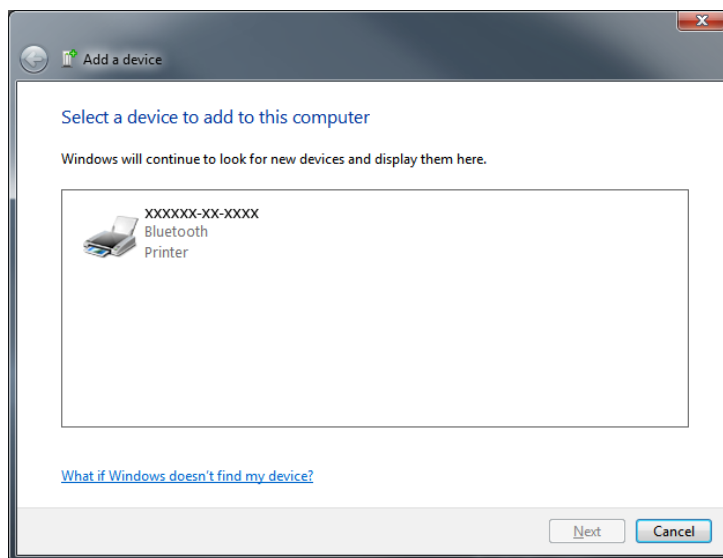 Add a device
Select a device to add to this computer
Windows will continue to look for new devices and display them here.
XXXXXX-XX-XXXX
Bluetooth
Printer
What if Windows doesn't find my device?
Next
Cancel